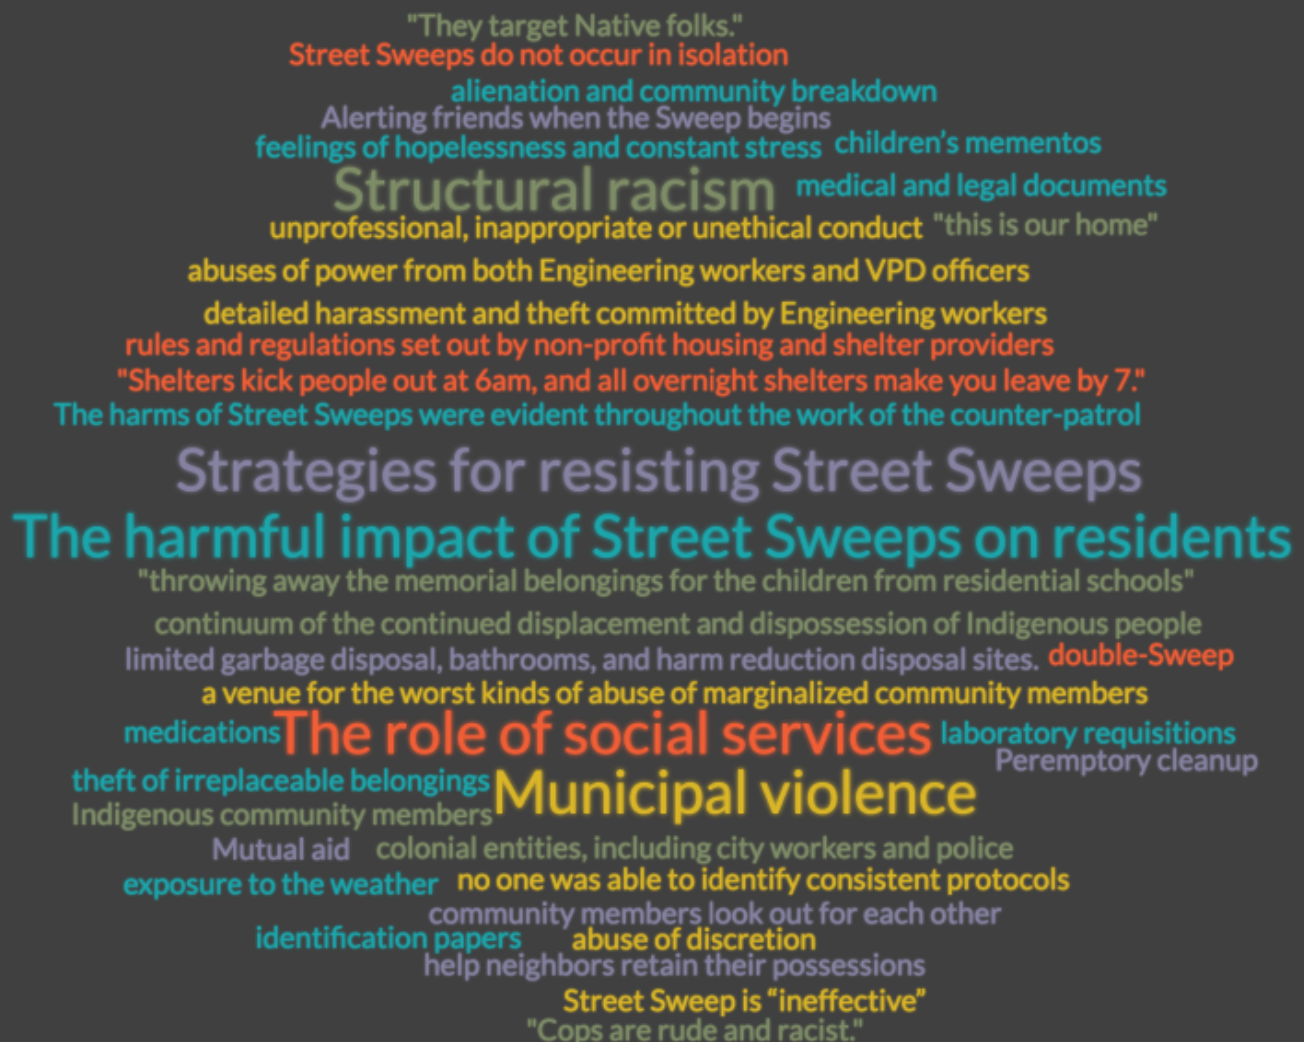 "They target Native folks."
Street Sweeps do not occur in isolation
alienation and community breakdown
Alerting friends when the Sweep begins
feelings of hopelessness and constant stress children’s mementos
Structural racism medical and legal documents
unprofessional, inappropriate or unethical conduct "this is our home"
abuses of power from both Engineering workers and VPD officers
detailed harassment and theft committed by Engineering workers
rules and regulations set out by non-profit housing and shelter providers
"Shelters kick people out at 6am, and all overnight shelters make you leave by 7."
The harms of Street Sweeps were evident throughout the work of the counter-patrol
Strategies for resisting Street Sweeps
The harmful impact of Street Sweeps on residents
"throwing away the memorial belongings for the children from residential schools"
continuum of the continued displacement and dispossession of Indigenous people
limited garbage disposal, bathrooms, and harm reduction disposal sites. double-Sweep
a venue for the worst kinds of abuse of marginalized community members
medications The role of social services laboratory requisitions
Peremptory cleanup
theft of irreplaceable belongings Municipal violence
Indigenous community members
Mutual aid colonial entities, including city workers and police
exposure to the weather no one was able to identify consistent protocols
community members look out for each other
identification papers abuse of discretion
help neighbors retain their possessions
Street Sweep is “ineffective”
"Cops are rude and racist."